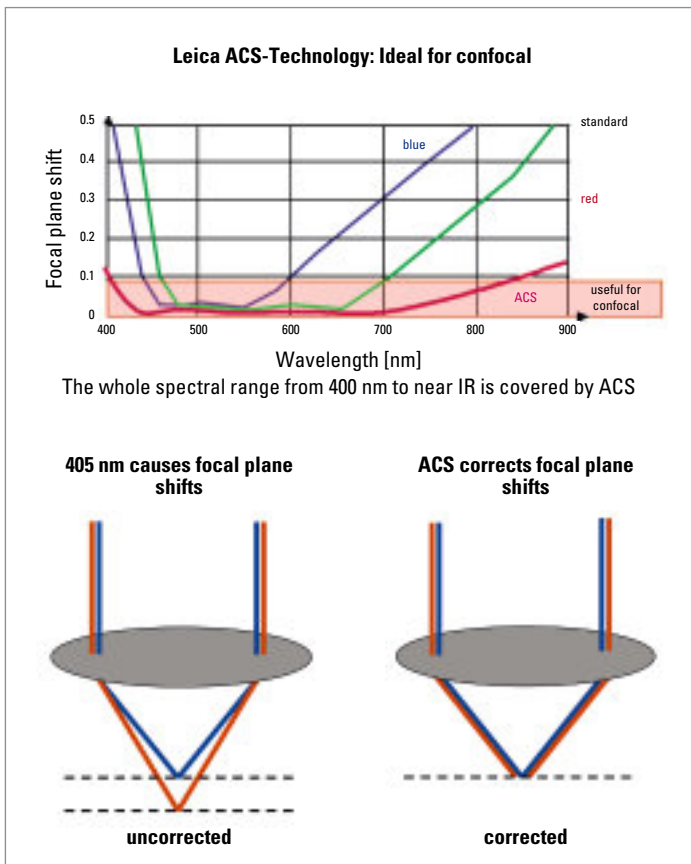 Leica ACS-Technology: Ideal for confocal
0.5
standard
blue
0.4
0.3
red
0.2
0.1
useful for
confocal
ACS
0
400
500
600
700
800
900
Focal plane shift
Wavelength [nm]
The whole spectral range from 400 nm to near IR is covered by ACS
405 nm causes focal plane
shifts
ACS corrects focal plane
shifts
uncorrected
corrected